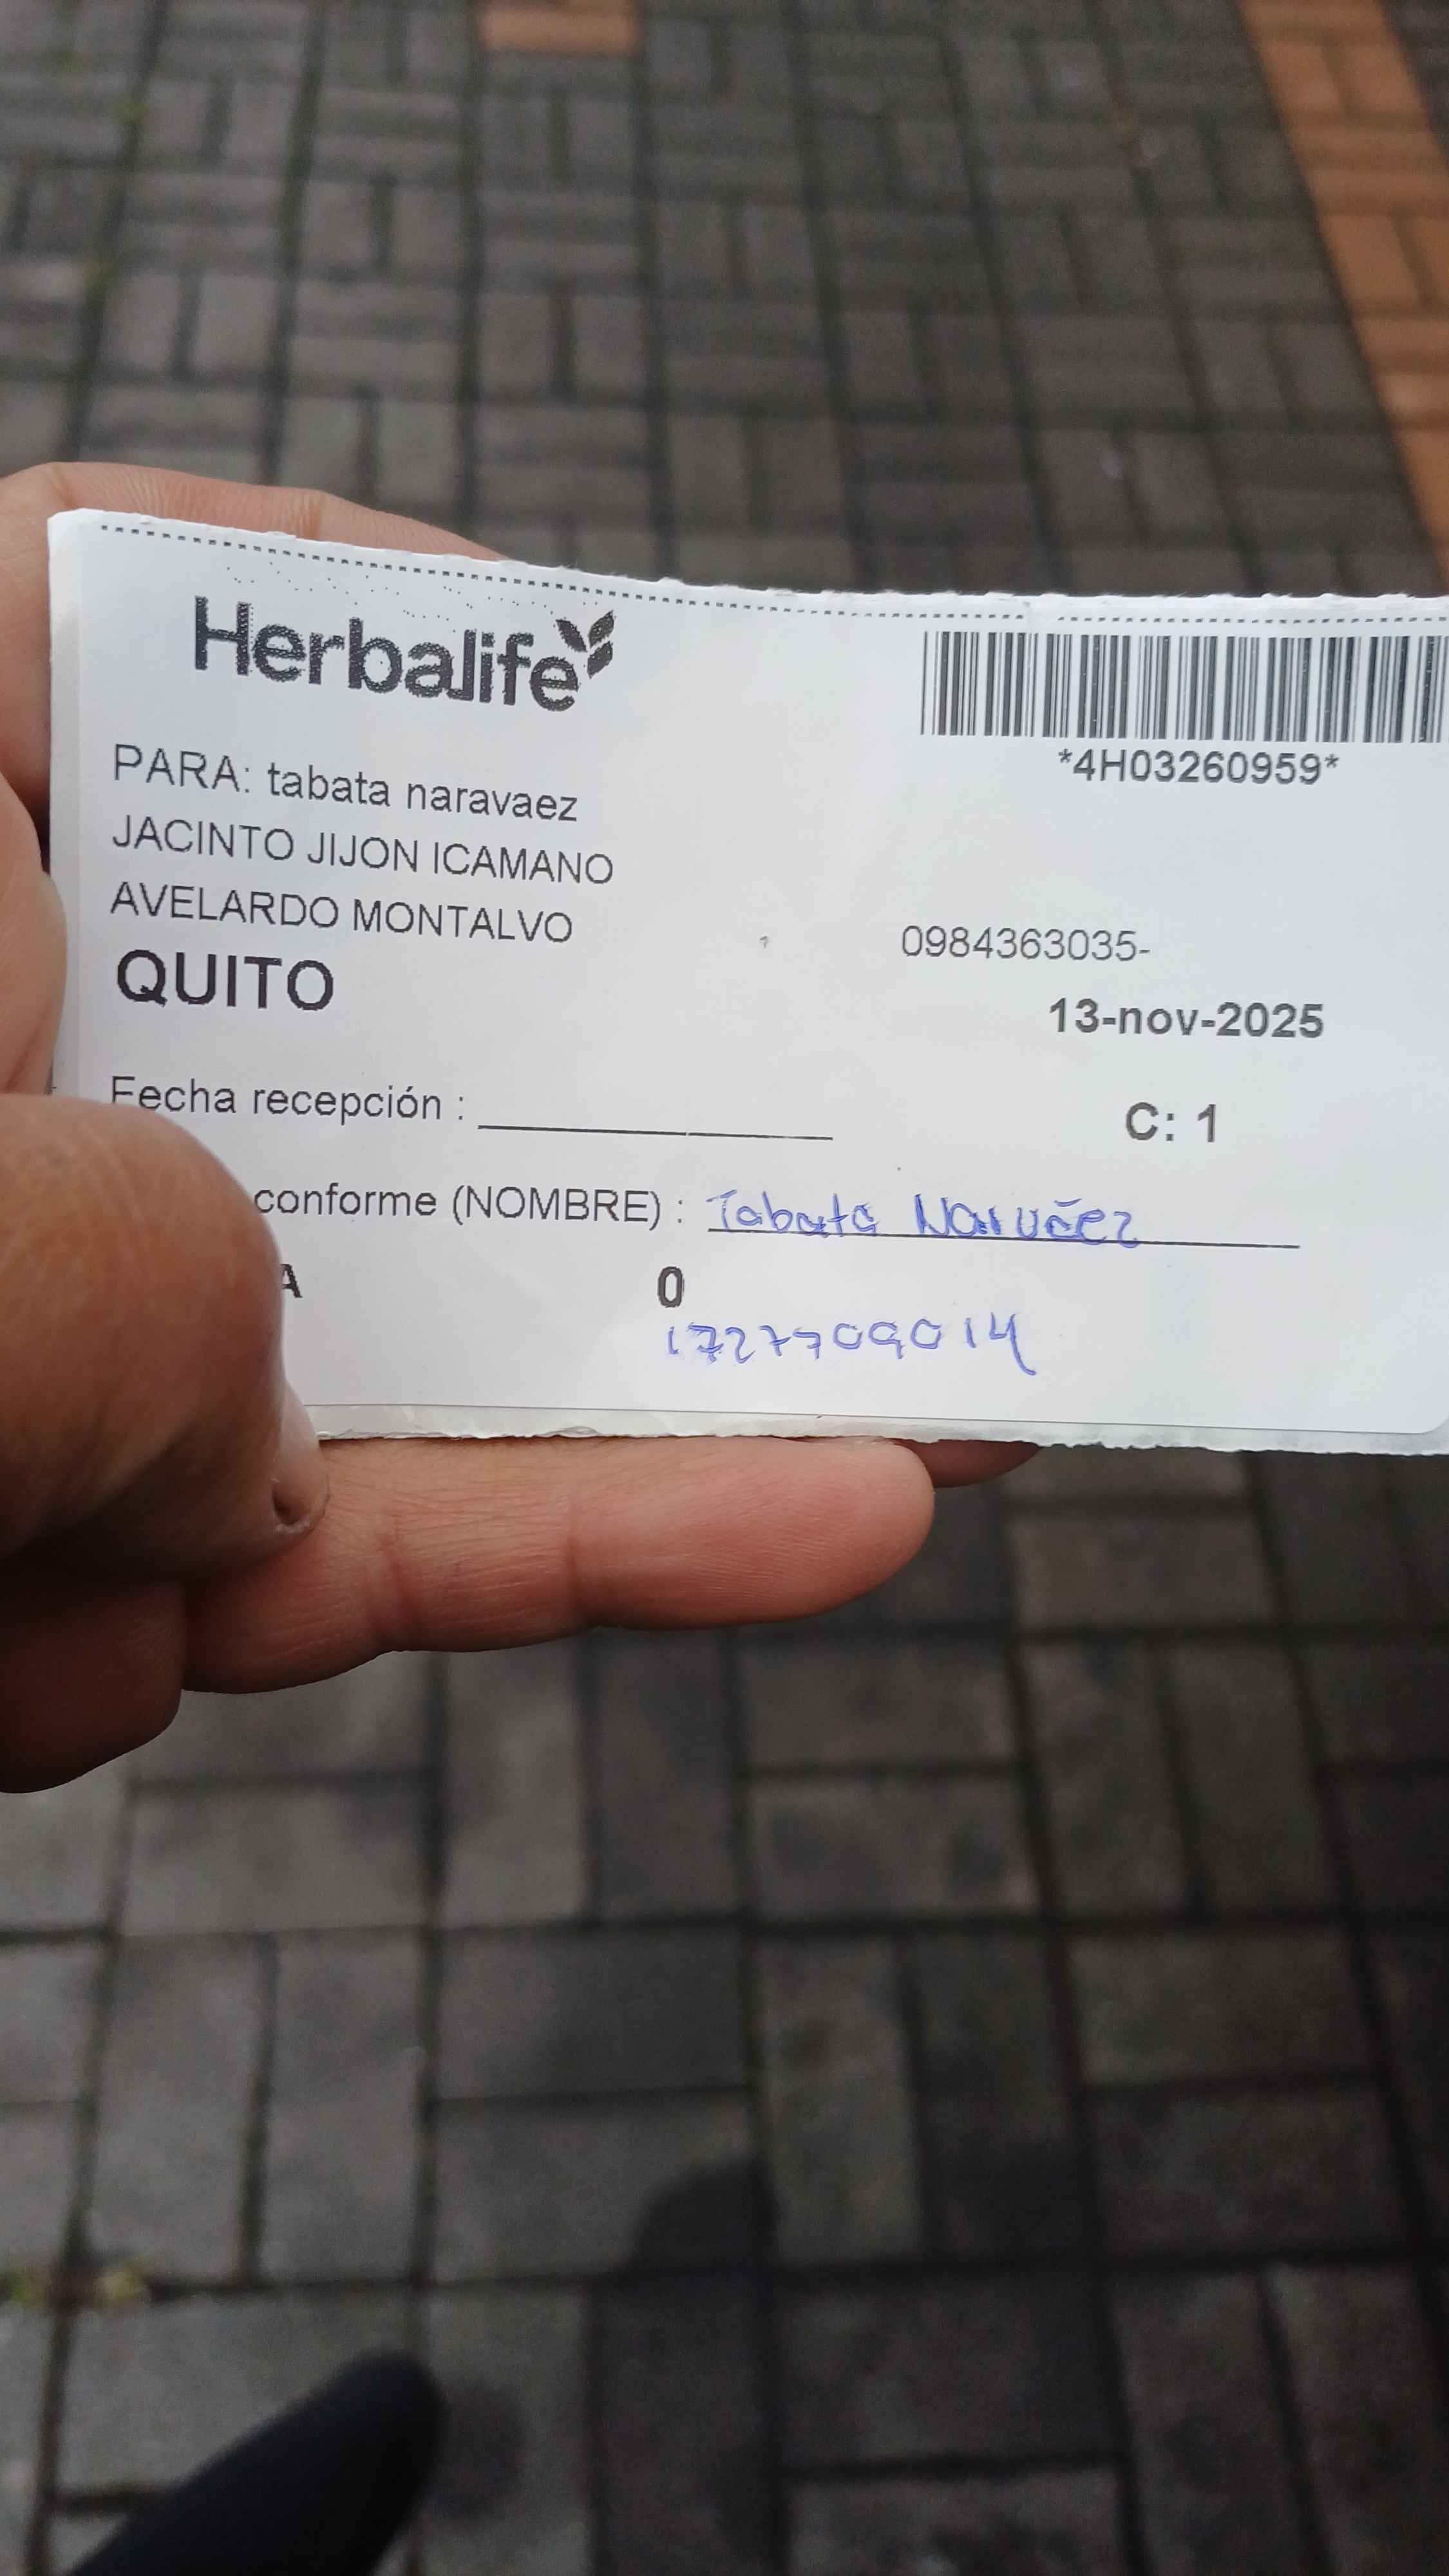 Herbalife
*4H03260959*
PARA: tabata naravaez
JACINTO JIJON ICAMANO
AVELARDO MONTALVO
0984363035-
QUITO
13-nov-2025
Fecha recepción :
C: 1
conforme (NOMBRE) : Tabata Narváez
A 0
1727709014